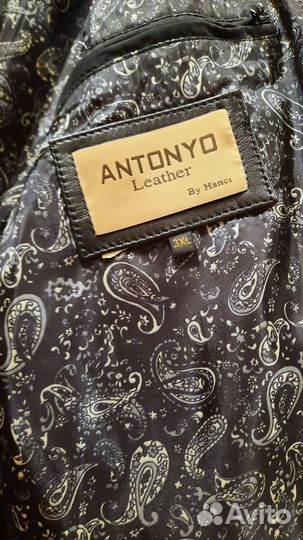 ANTONYO
Leather
By Hancı
3XL
Avito